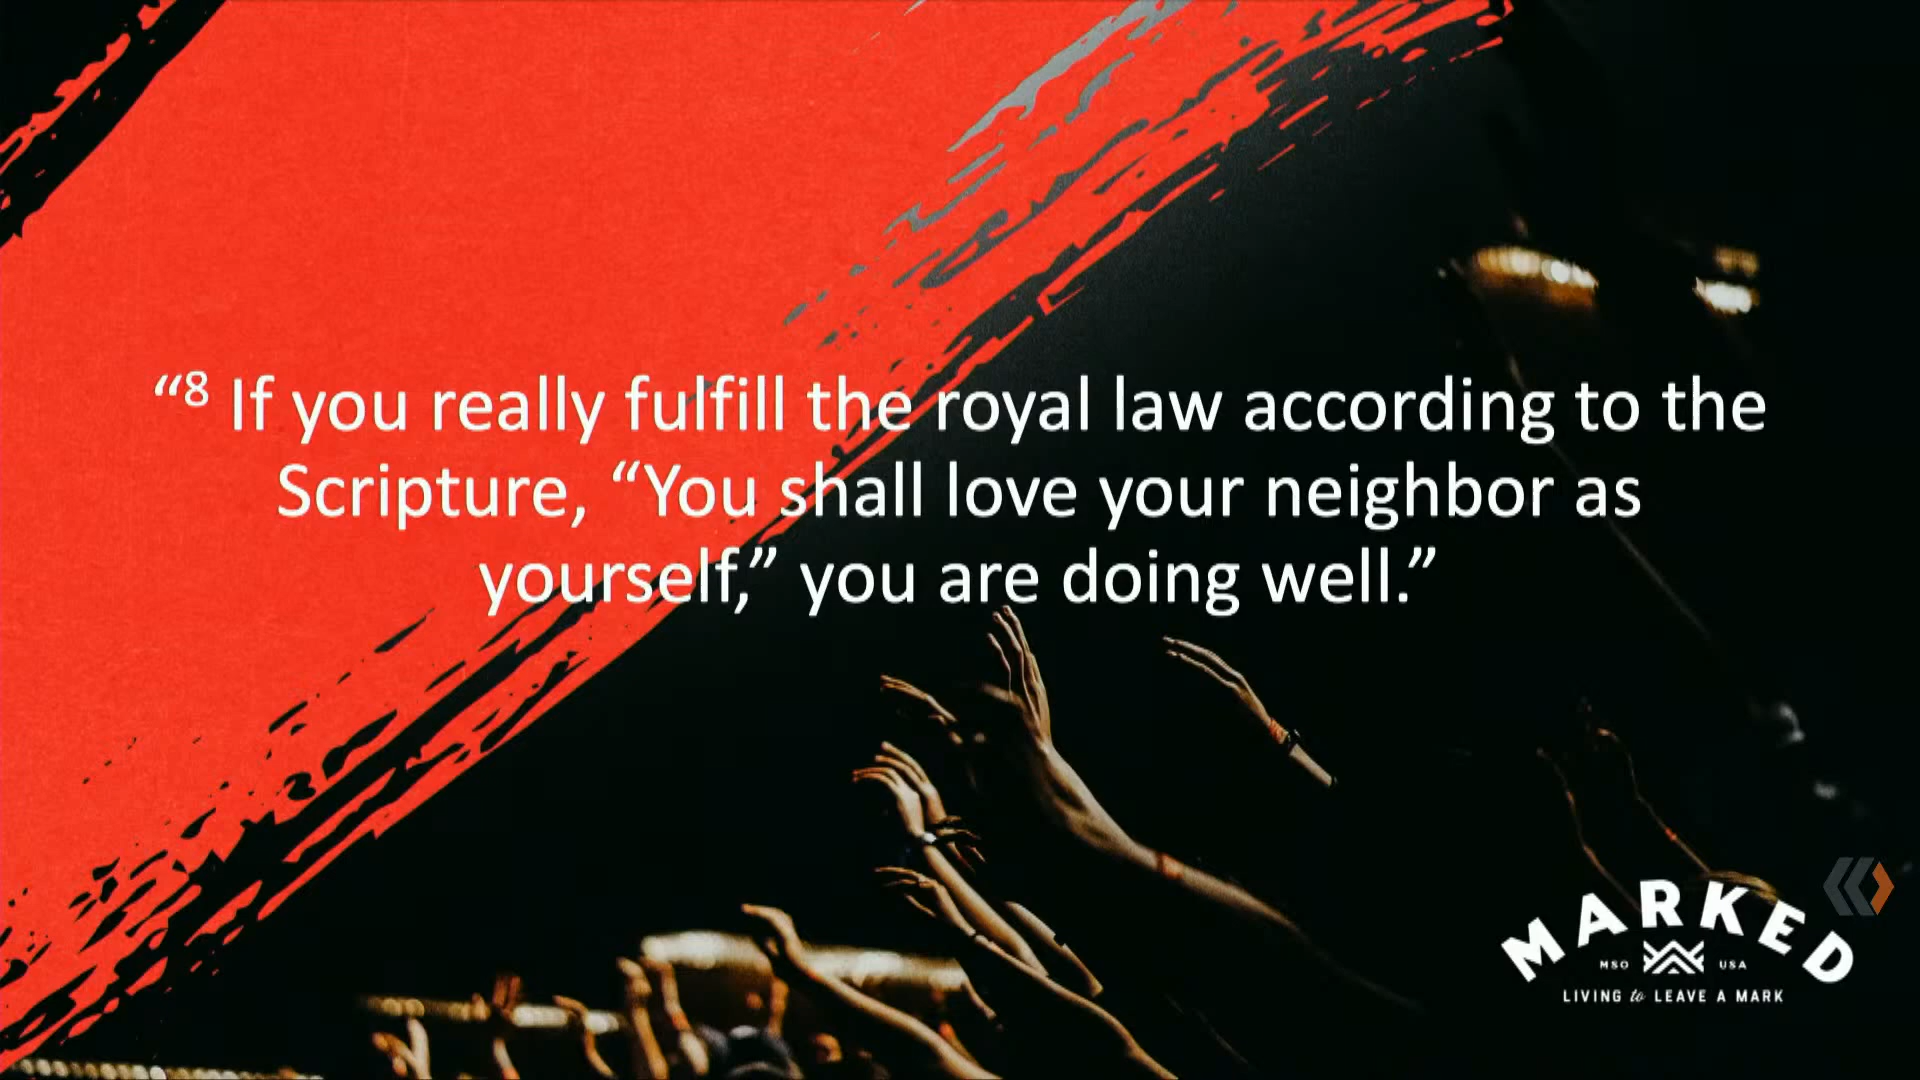 “8 If you really fulfill the royal law according to the
Scripture, “You shall love your neighbor as
yourself,” you are doing well.”
MARKED
MSO USA
LIVING to LEAVE A MARK